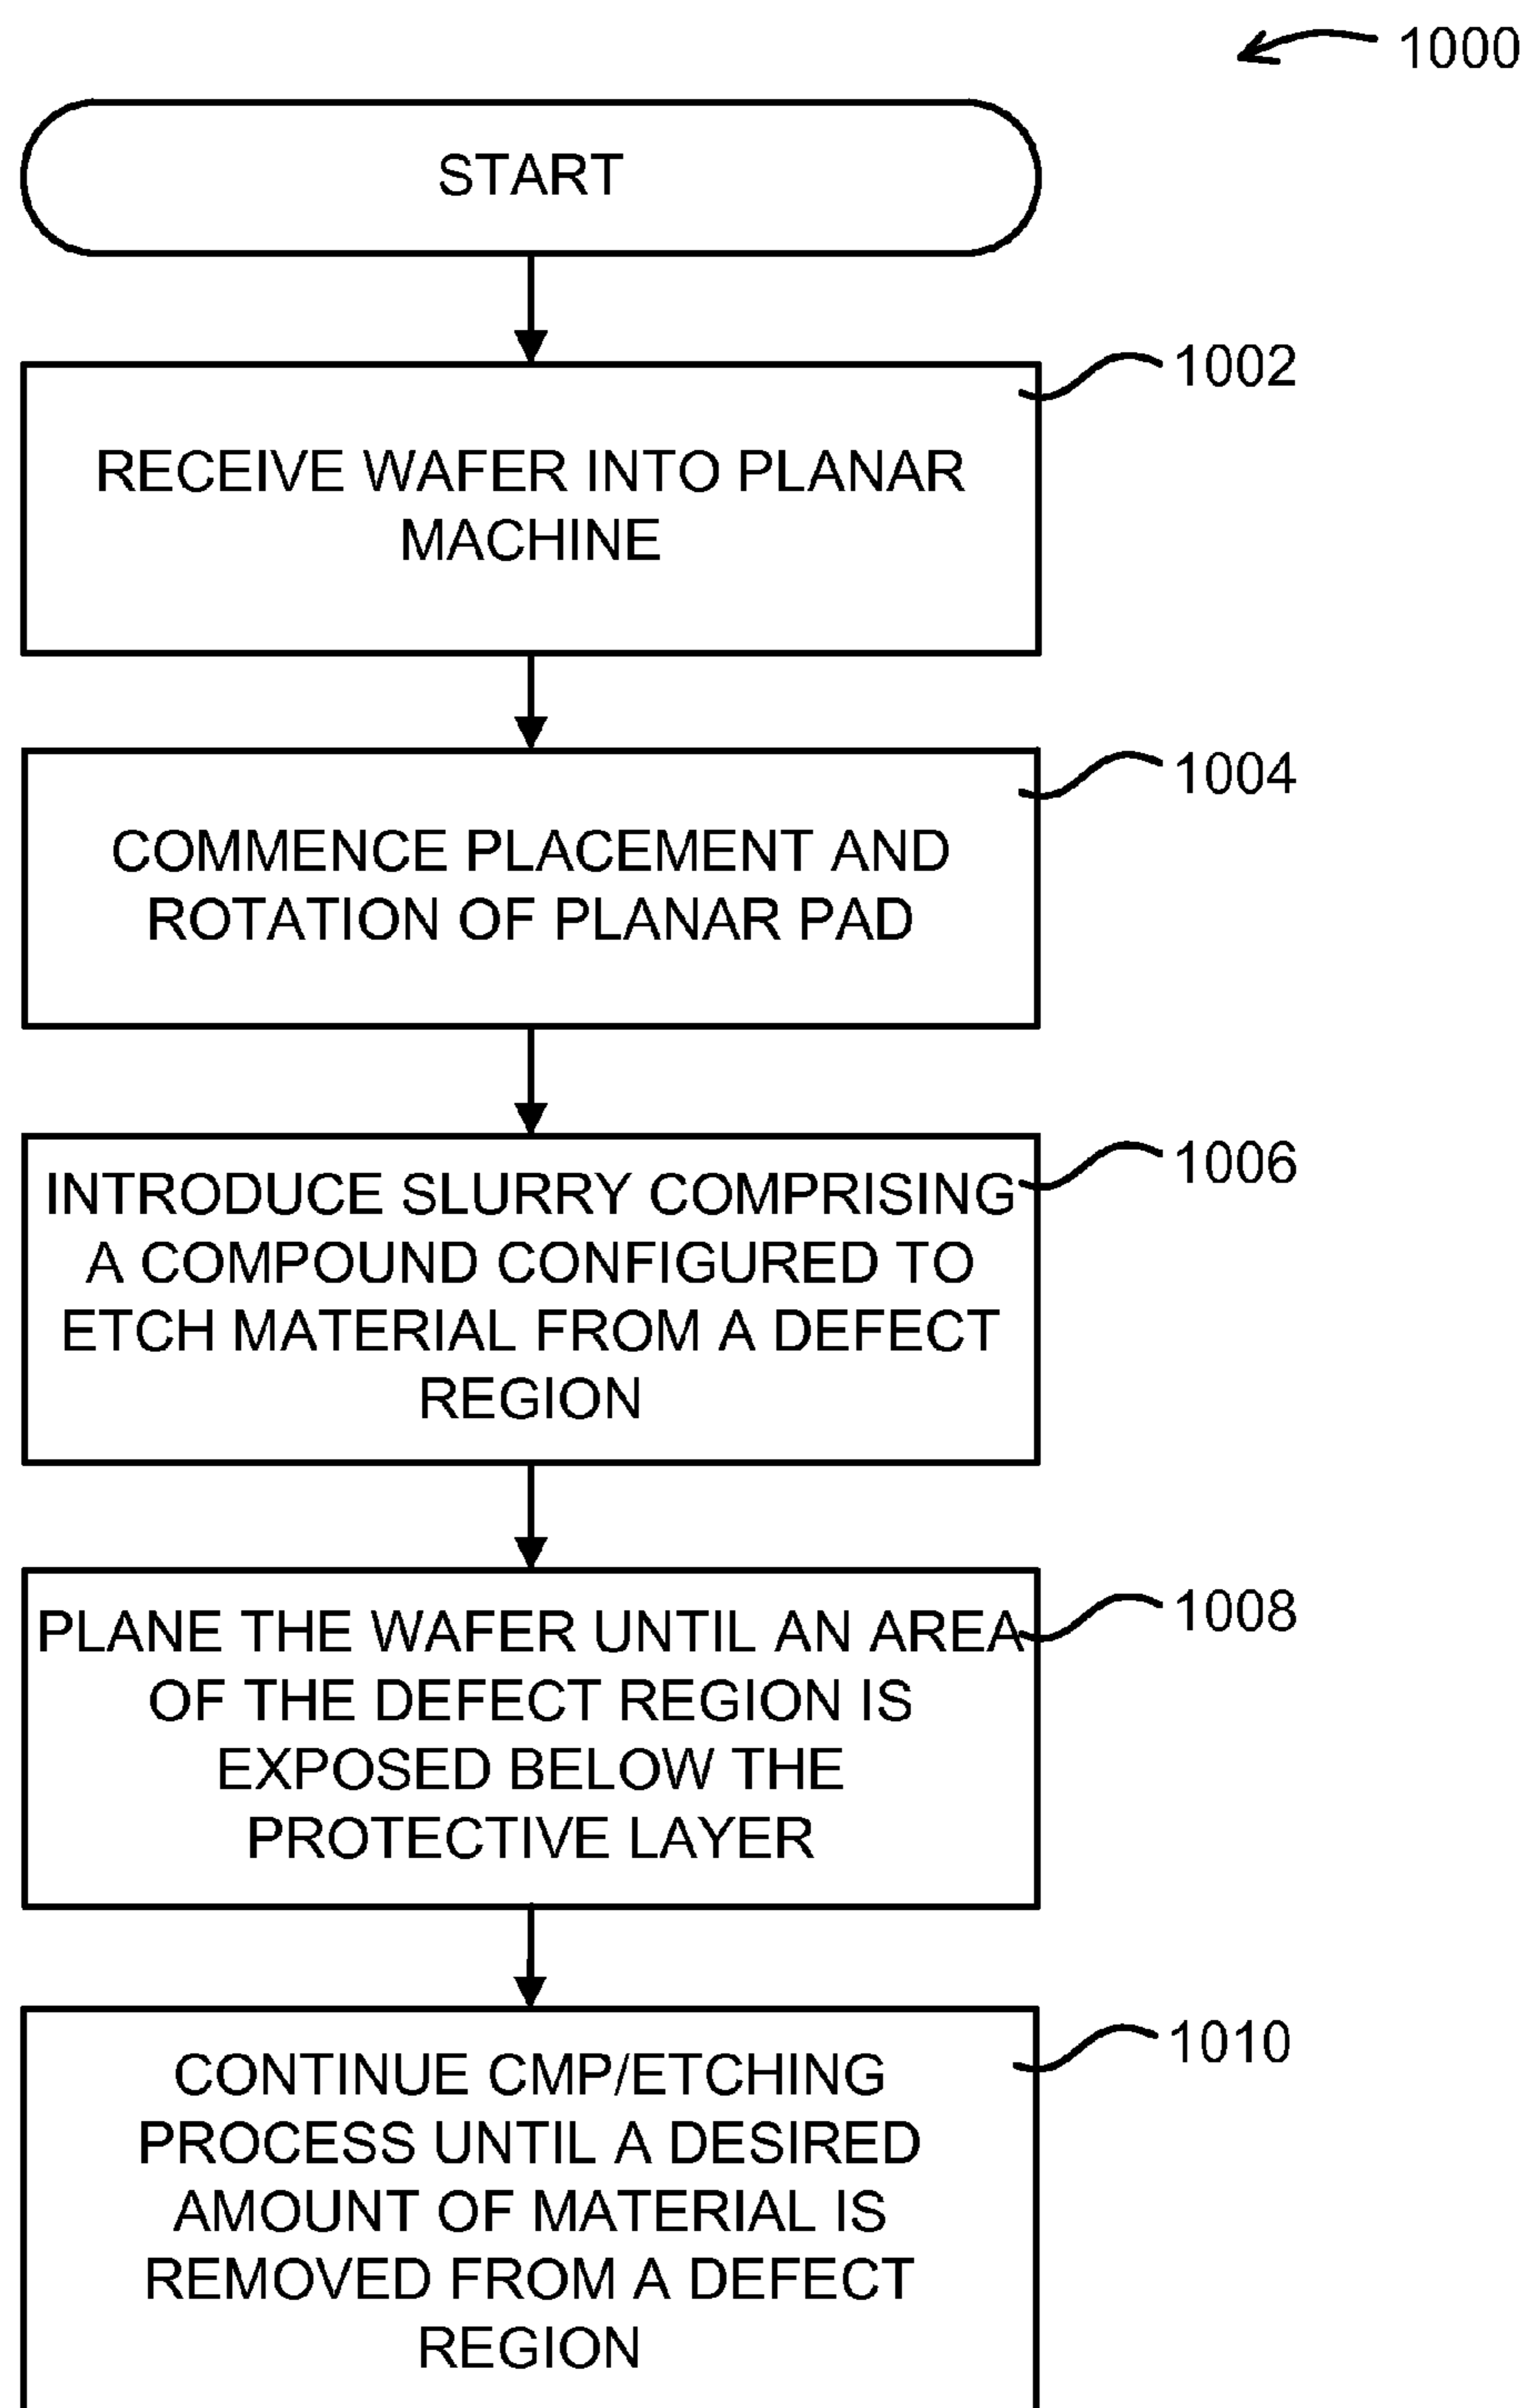 1000
START
1002
RECEIVE WAFER INTO PLANAR
MACHINE
1004
COMMENCE PLACEMENT AND
ROTATION OF PLANAR PAD
1006
INTRODUCE SLURRY COMPRISING
A COMPOUND CONFIGURED TO
ETCH MATERIAL FROM A DEFECT
REGION
1008
PLANE THE WAFER UNTIL AN AREA
OF THE DEFECT REGION IS
EXPOSED BELOW THE
PROTECTIVE LAYER
1010
CONTINUE CMP/ETCHING
PROCESS UNTIL A DESIRED
AMOUNT OF MATERIAL IS
REMOVED FROM A DEFECT
REGION